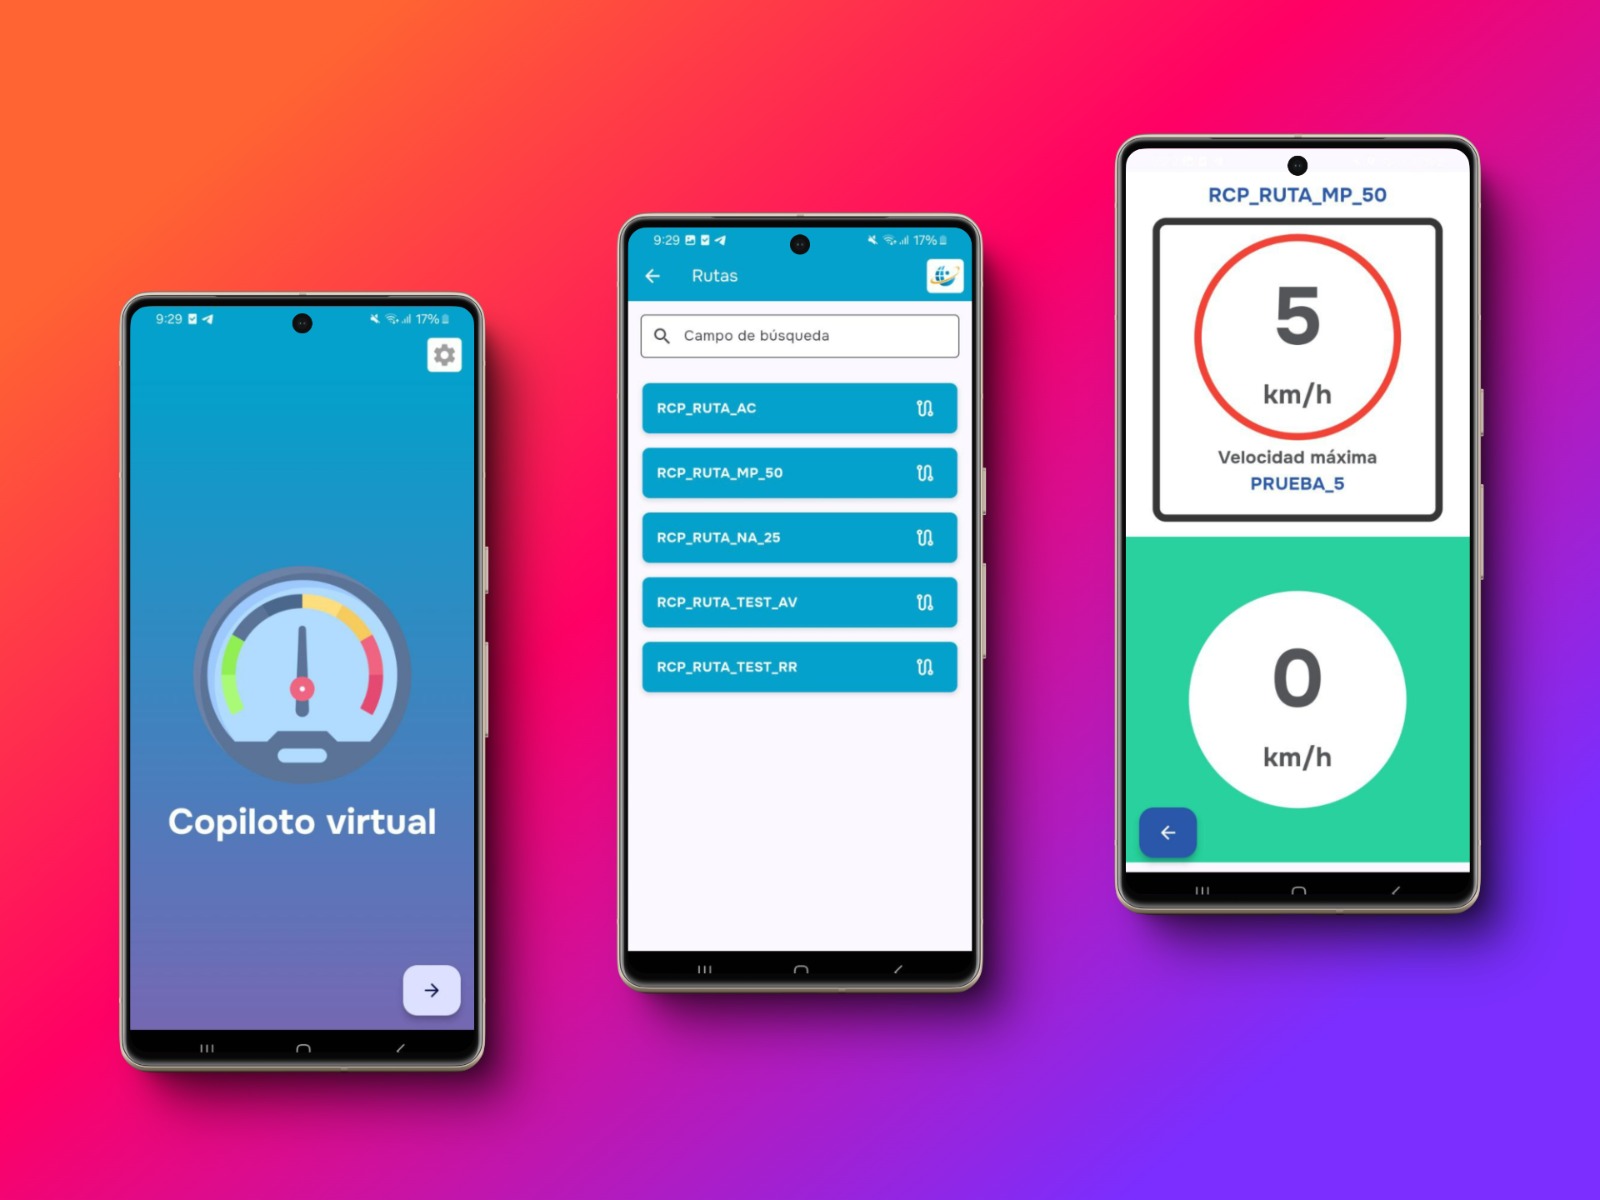 9:29
17%
Copiloto virtual
9:29
17%
Rutas
Campo de búsqueda
RCP_RUTA_AC
RCP_RUTA_MP_50
RCP_RUTA_NA_25
RCP_RUTA_TEST_AV
RCP_RUTA_TEST_RR
RCP_RUTA_MP_50
5
km/h
Velocidad máxima
PRUEBA_5
0
km/h